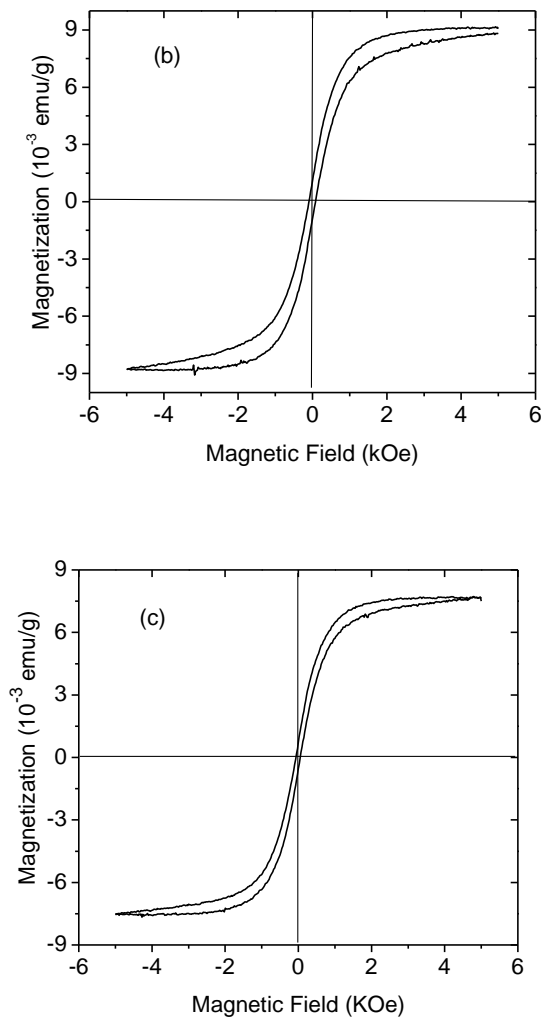 9
(b)
6
3
0
-3
-6
-9
Magnetization (10⁻³ emu/g)
-6 -4 -2 0 2 4 6
Magnetic Field (kOe)
9
(c)
6
3
0
-3
-6
-9
Magnetization (10⁻³ emu/g)
-6 -4 -2 0 2 4 6
Magnetic Field (KOe)